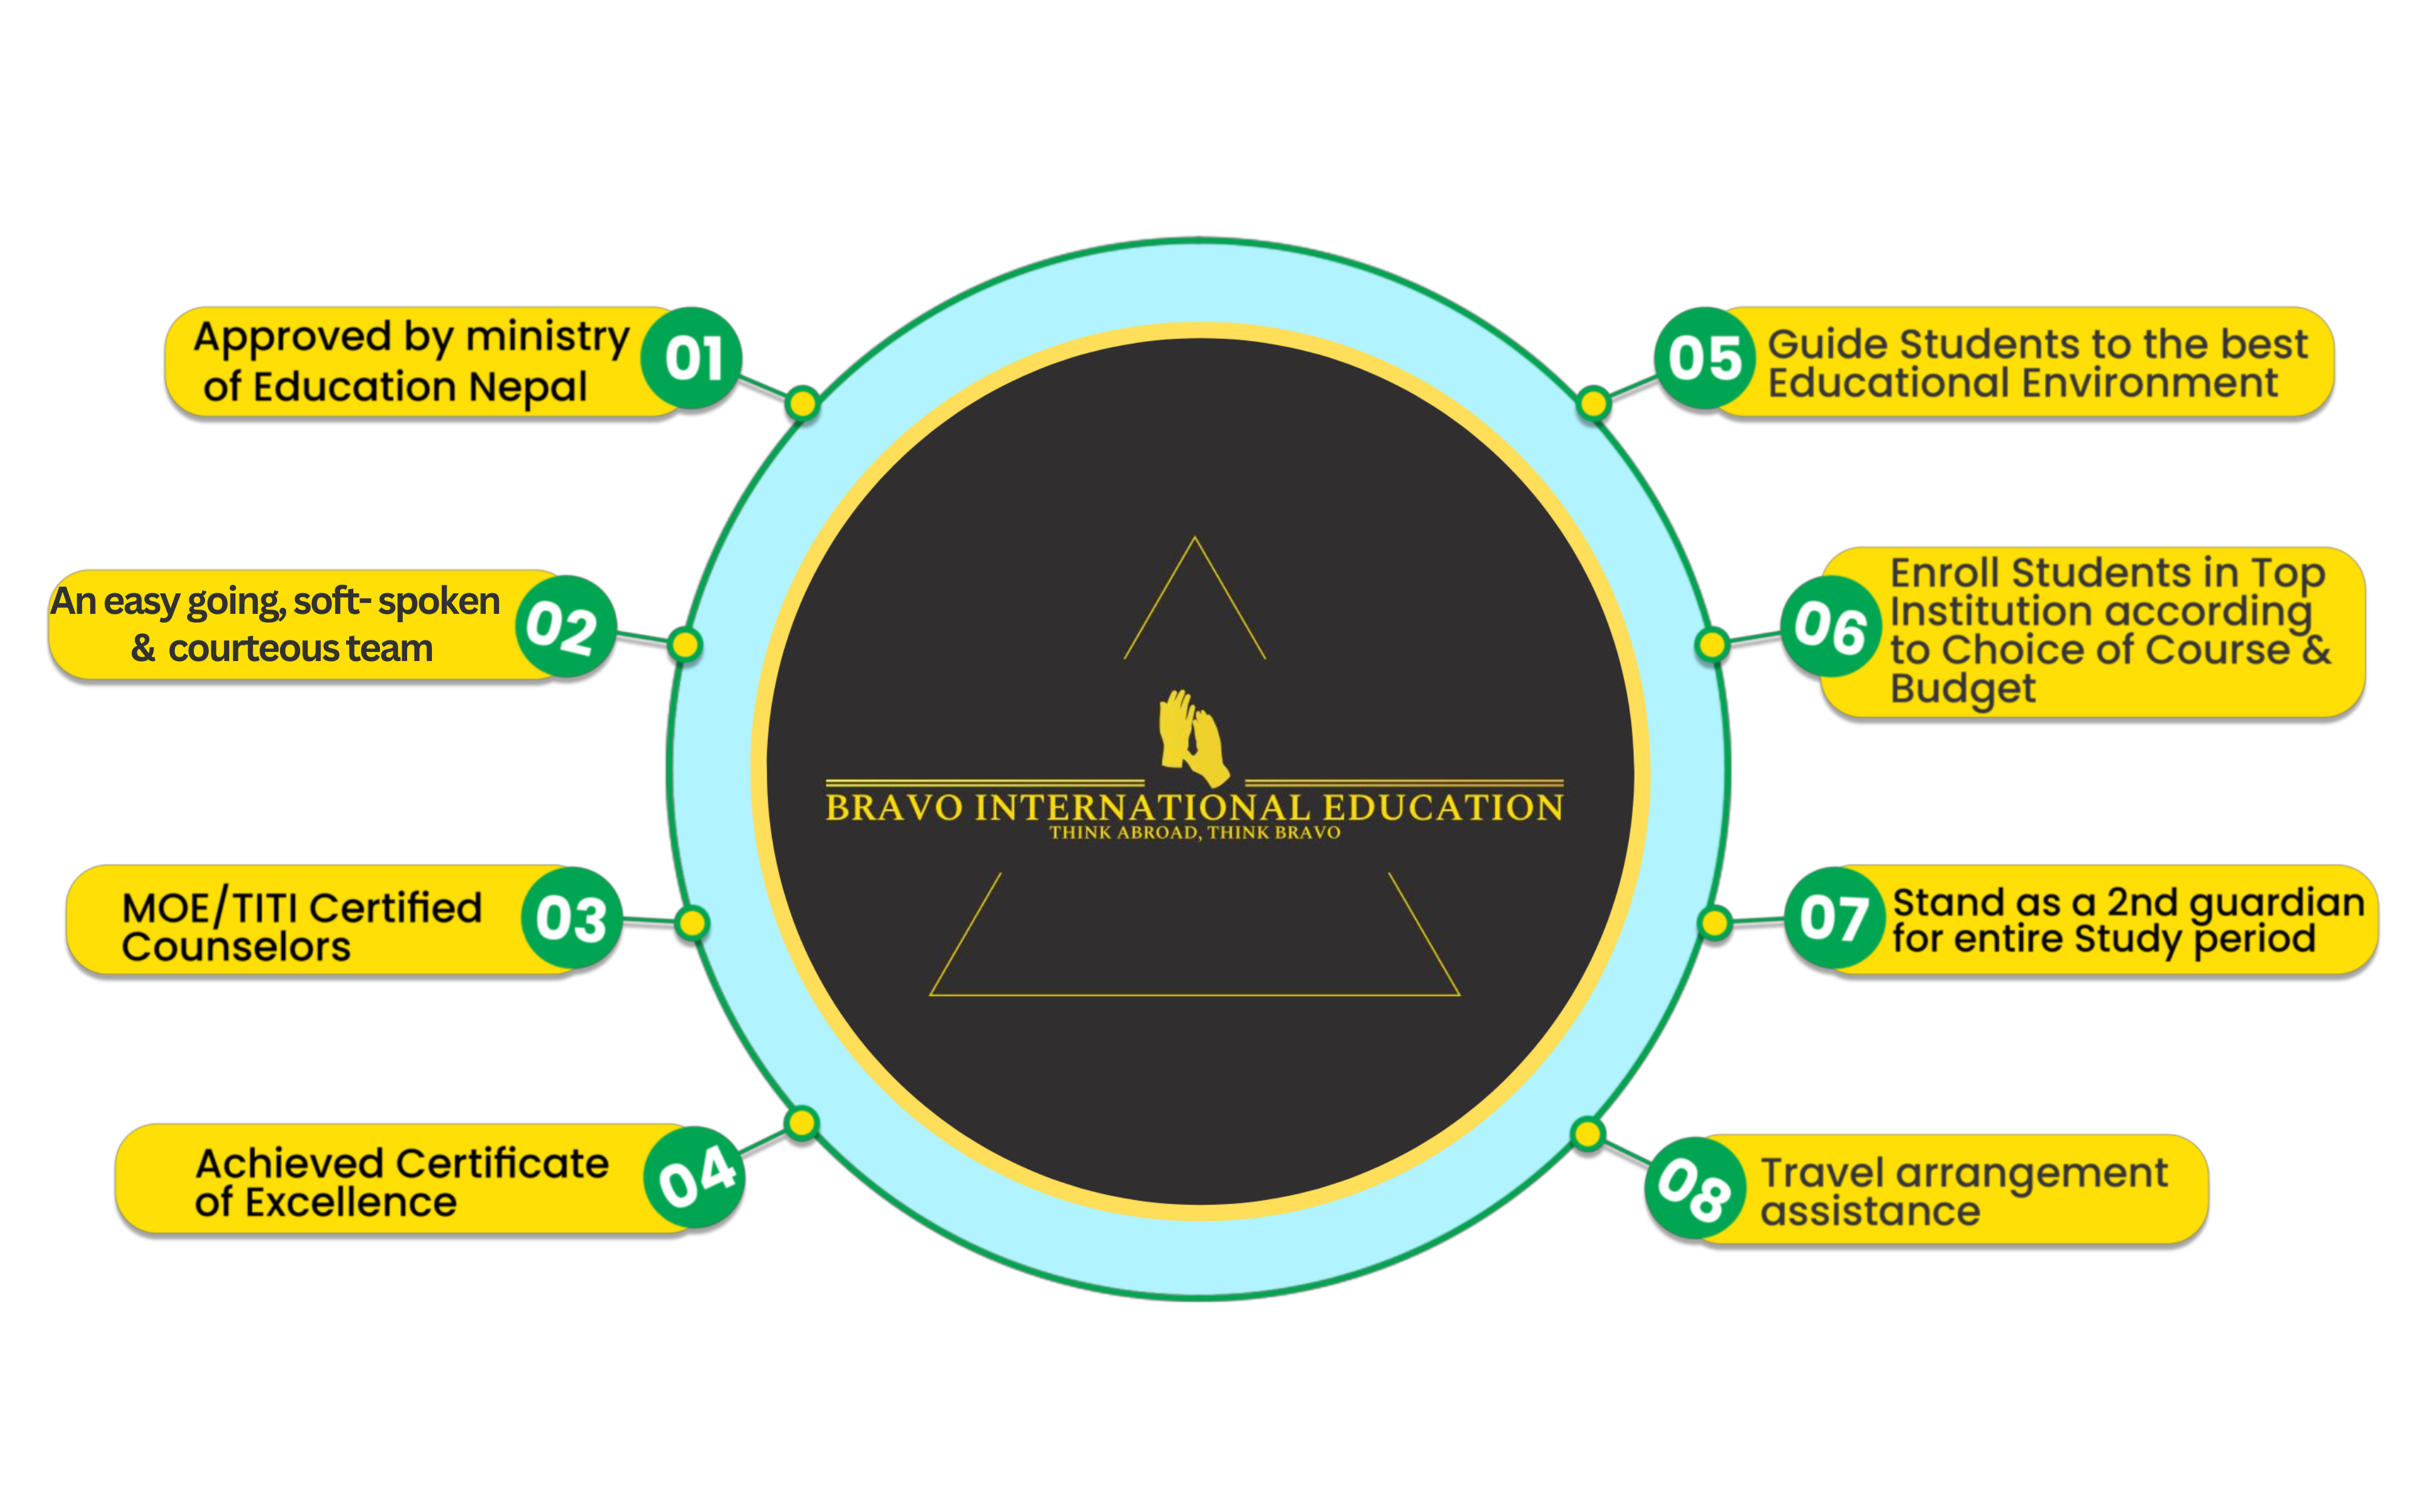 Approved by ministry
of Education Nepal
01
An easy going, soft- spoken
& courteous team
02
MOE/TITI Certified
Counselors
03
Achieved Certificate
of Excellence
04
BRAVO INTERNATIONAL EDUCATION
THINK ABROAD, THINK BRAVO
05
Guide Students to the best
Educational Environment
06
Enroll Students in Top
Institution according
to Choice of Course &
Budget
07
Stand as a 2nd guardian
for entire Study period
08
Travel arrangement
assistance